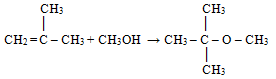 CH₃ CH₃
CH₂ = C – CH₃ + CH₃OH → CH₃ – C – O – CH₃
CH₃